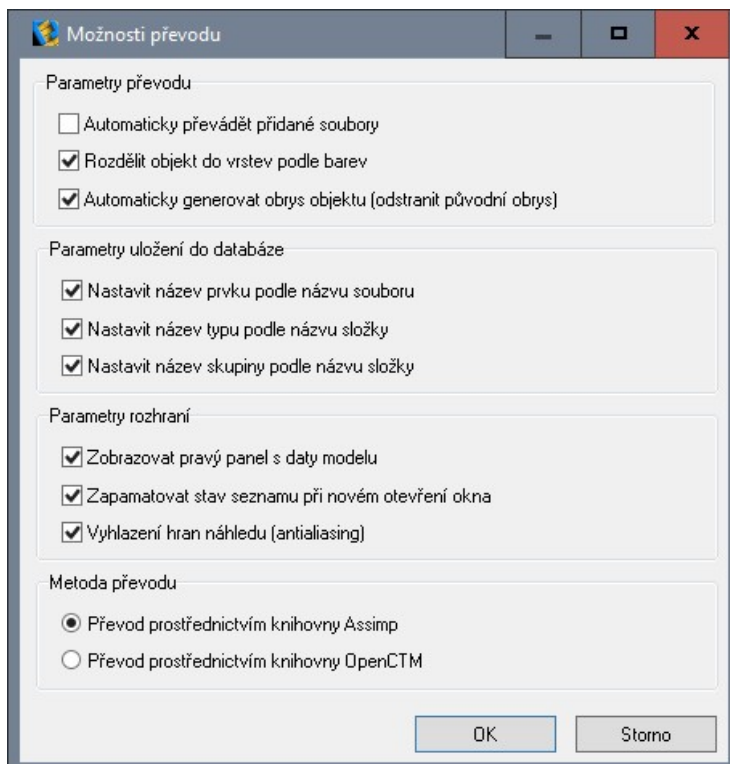 Možnosti převodu
Parametry převodu
Automaticky převádět přidané soubory
Rozdělit objekt do vrstev podle barev
Automaticky generovat obrys objektu (odstranit původní obrys)
Parametry uložení do databáze
Nastavit název prvku podle názvu souboru
Nastavit název typu podle názvu složky
Nastavit název skupiny podle názvu složky
Parametry rozhraní
Zobrazovat pravý panel s daty modelu
Zapamatovat stav seznamu při novém otevření okna
Vyhlazení hran náhledu (antialiasing)
Metoda převodu
Převod prostřednictvím knihovny Assimp
Převod prostřednictvím knihovny OpenCTM
OK Storno